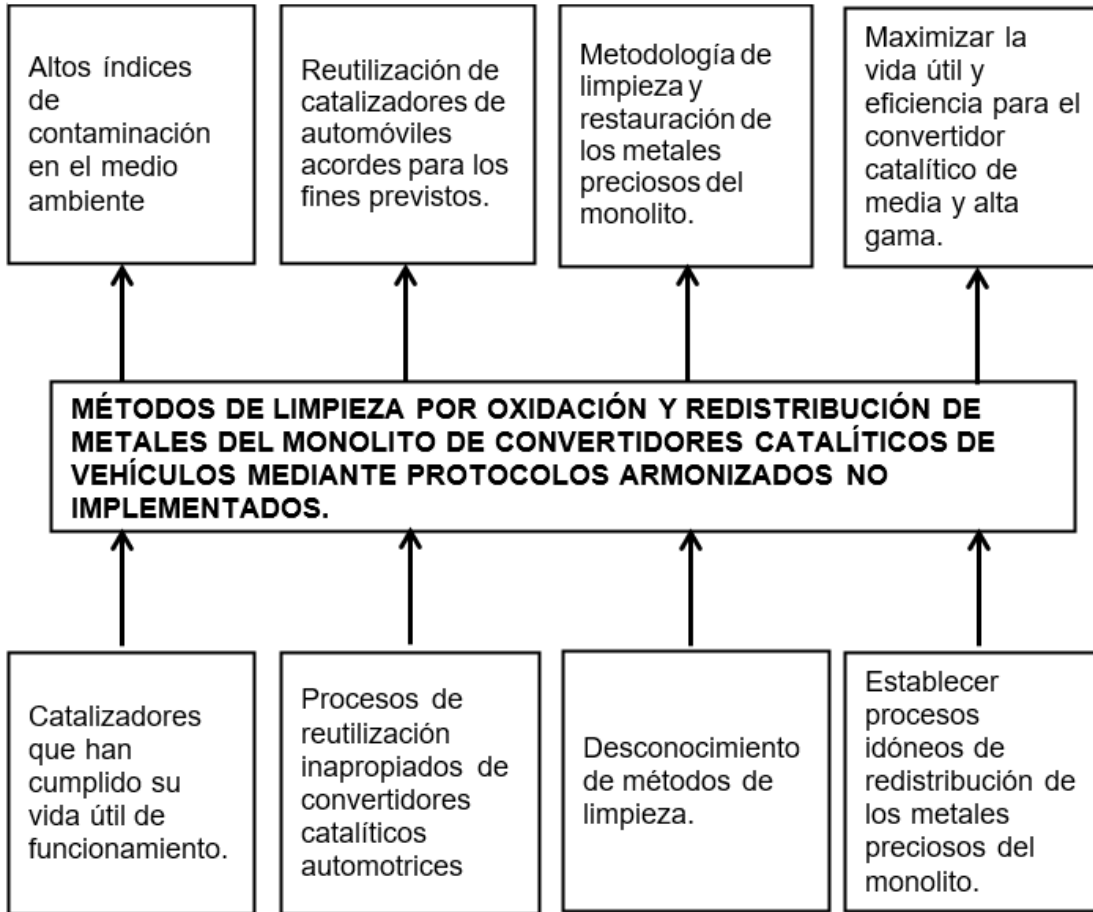 Altos índices
de
contaminación
en el medio
ambiente
Reutilización de
catalizadores de
automóviles
acordes para los
fines previstos.
Metodología de
limpieza y
restauración de
los metales
preciosos del
monolito.
Maximizar la
vida útil y
eficiencia para el
convertidor
catalítico de
media y alta
gama.
MÉTODOS DE LIMPIEZA POR OXIDACIÓN Y REDISTRIBUCIÓN DE
METALES DEL MONOLITO DE CONVERTIDORES CATALÍTICOS DE
VEHÍCULOS MEDIANTE PROTOCOLOS ARMONIZADOS NO
IMPLEMENTADOS.
Catalizadores
que han
cumplido su
vida útil de
funcionamiento.
Procesos de
reutilización
inapropiados de
convertidores
catalíticos
automotrices
Desconocimiento
de métodos de
limpieza.
Establecer
procesos
idóneos de
redistribución de
los metales
preciosos del
monolito.